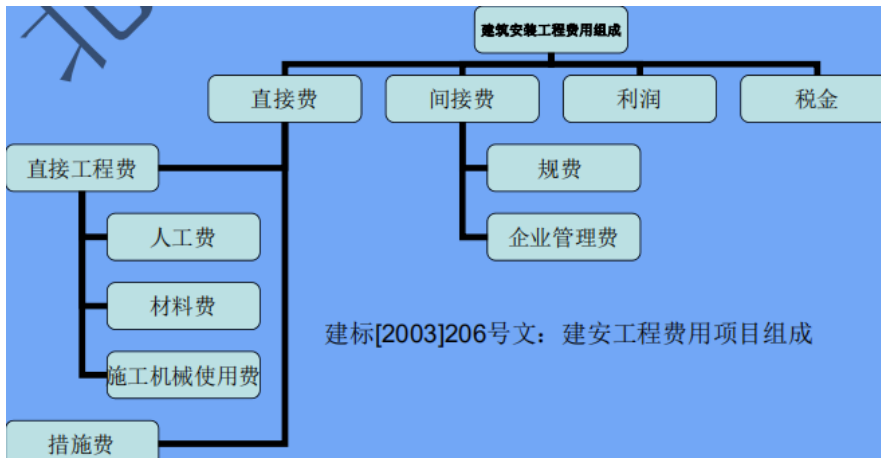 建筑安装工程费用组成
直接费
间接费
利润
税金
直接工程费
规费
人工费
企业管理费
材料费
建标[2003]206号文：建安工程费用项目组成
施工机械使用费
措施费